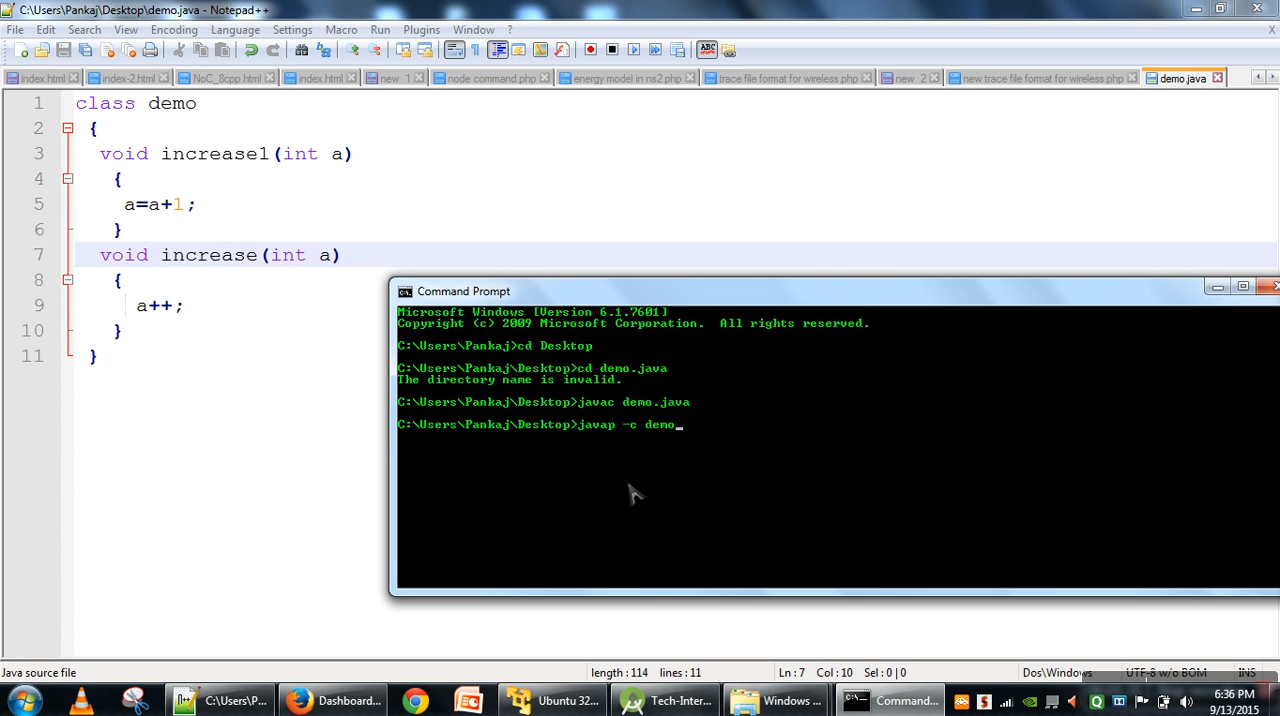 C:\Users\Pankaj\Desktop\demo.java - Notepad++
File Edit Search View Encoding Language Settings Macro Run Plugins Window ? X
index.html index-2.html NoC_8cpp.html index.html new 1 node command.php energy model in ns2.php trace file format for wireless.php new 2 new trace file format for wireless.php demo.java
1 class demo
2 {
3 void increase1(int a)
4 {
5 a=a+1;
6 }
7 void increase(int a)
8 {
9 a++;
10 }
11 }
Command Prompt
Microsoft Windows [Version 6.1.7601]
Copyright (c) 2009 Microsoft Corporation. All rights reserved.
C:\Users\Pankaj>cd Desktop
C:\Users\Pankaj\Desktop>cd demo.java
The directory name is invalid.
C:\Users\Pankaj\Desktop>javac demo.java
C:\Users\Pankaj\Desktop>javap -c demo_
Java source file length : 114 lines : 11 Ln : 7 Col : 10 Sel : 0 | 0 Dos\Windows UTF-8 w/o BOM INS
C:\Users\P... Dashboard... Ubuntu 32... Tech-Inter... Windows ... Command... 6:36 PM
9/13/2015